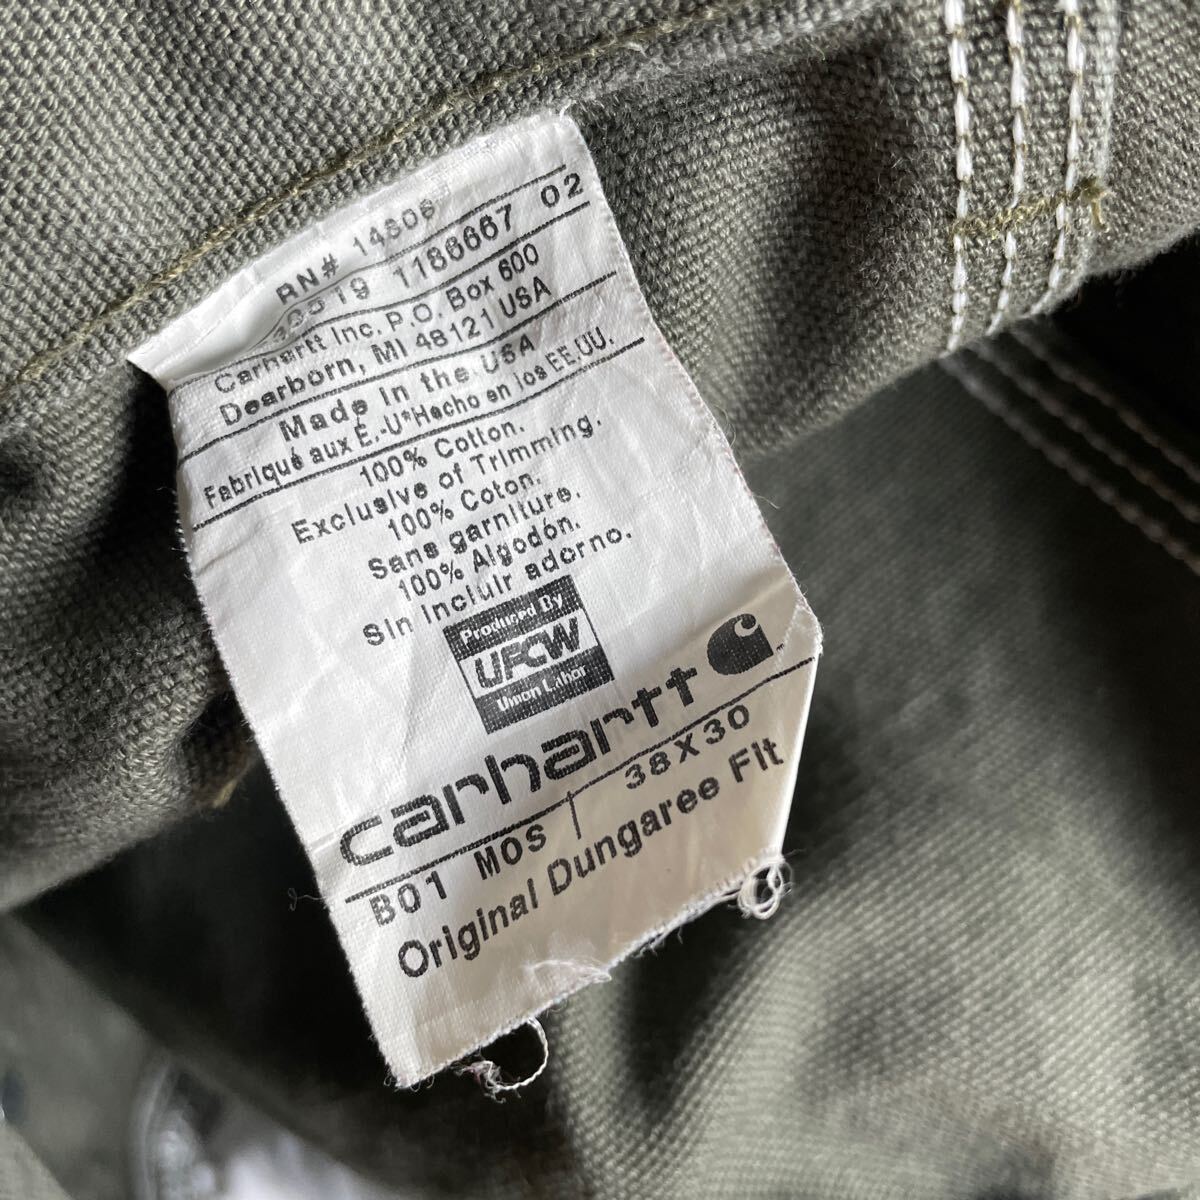 RN# 14806
1186667 02
Carhartt Inc. P.O. Box 600
Dearborn, MI 48121 USA
Made In the USA
Fabriqué aux É.-U*Hecho en los EE.UU.
100% Cotton.
Exclusive of Trimming.
100% Coton.
Sans garniture.
100% Algodón.
Sin incluir adorno.
Produced By
UFCW
Union Labor
carhartt
B01 MOS 38X30
Original Dungaree Fit